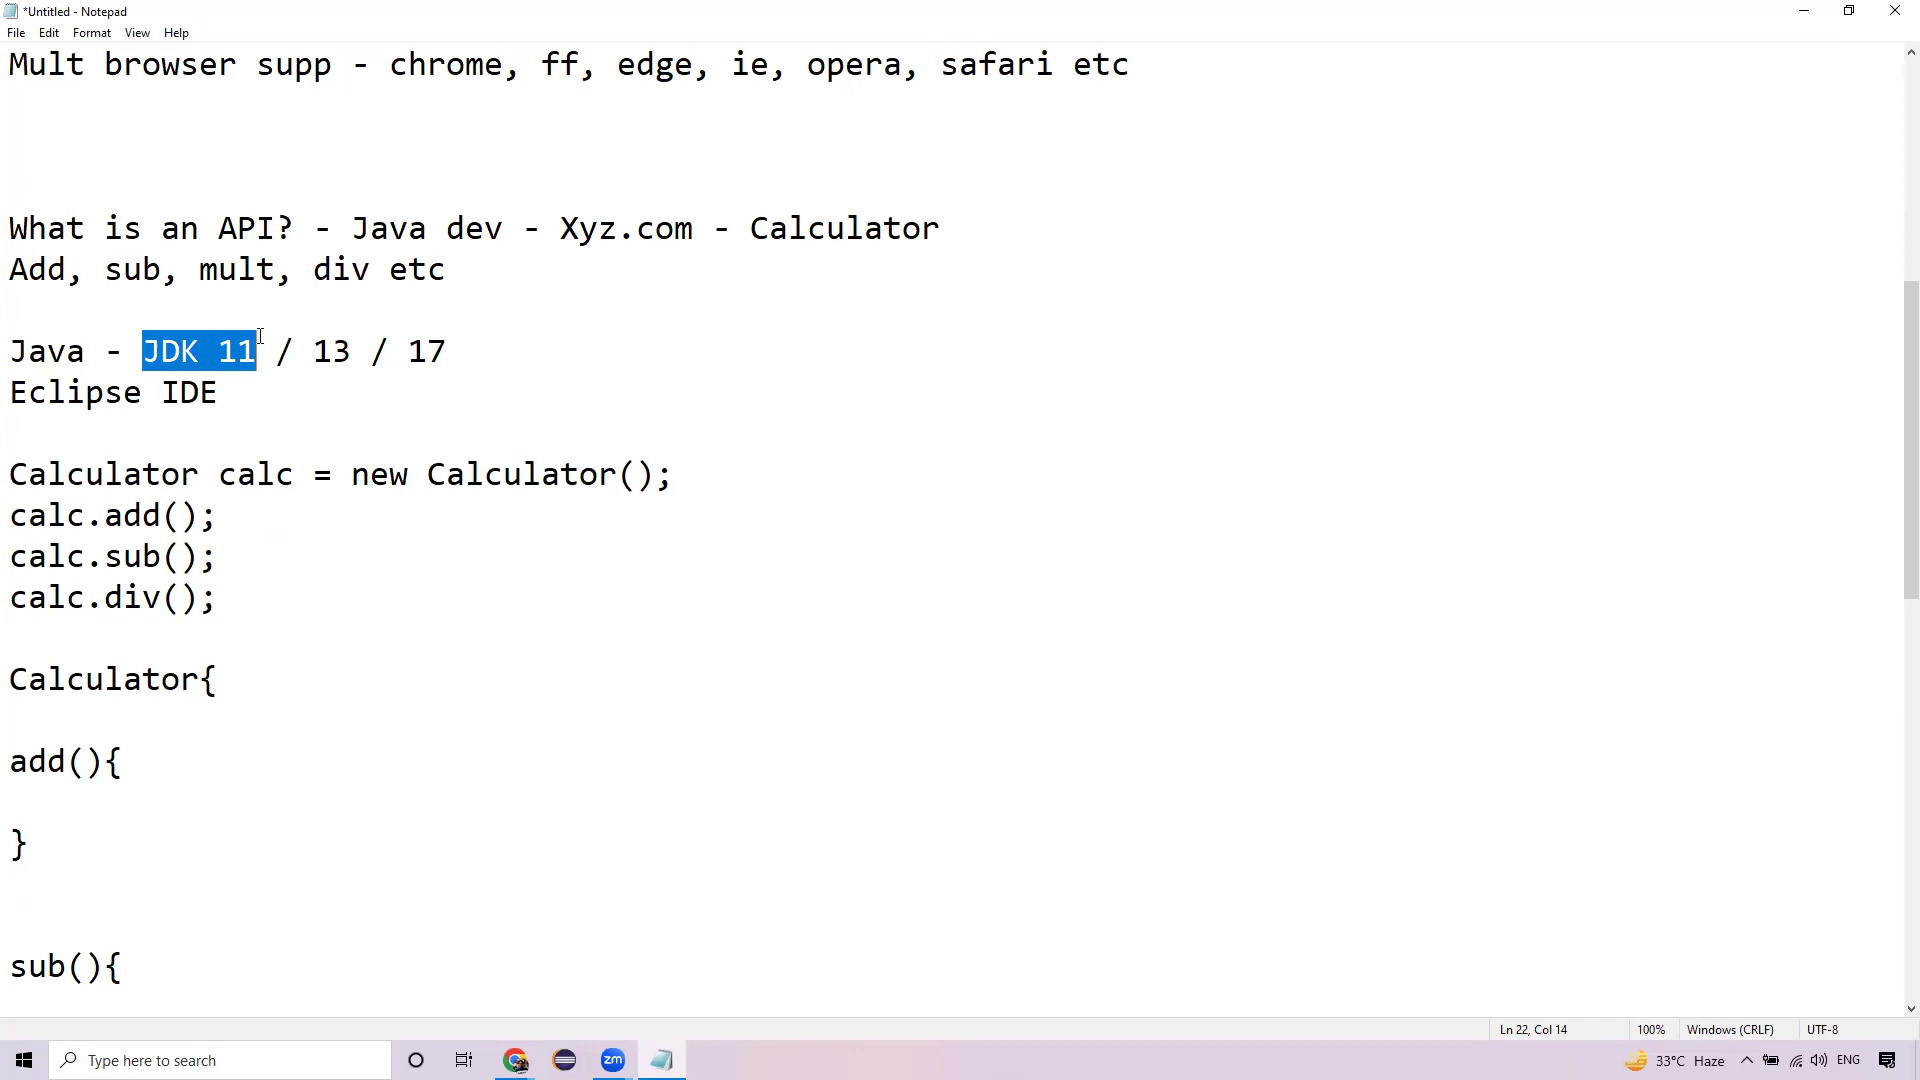 *Untitled - Notepad
File Edit Format View Help
Mult browser supp - chrome, ff, edge, ie, opera, safari etc
What is an API? - Java dev - Xyz.com - Calculator
Add, sub, mult, div etc
Java - JDK 11 / 13 / 17
Eclipse IDE
Calculator calc = new Calculator();
calc.add();
calc.sub();
calc.div();
Calculator{
add(){
}
sub(){
Ln 22, Col 14 100% Windows (CRLF) UTF-8
Type here to search zm 33°C Haze ENG